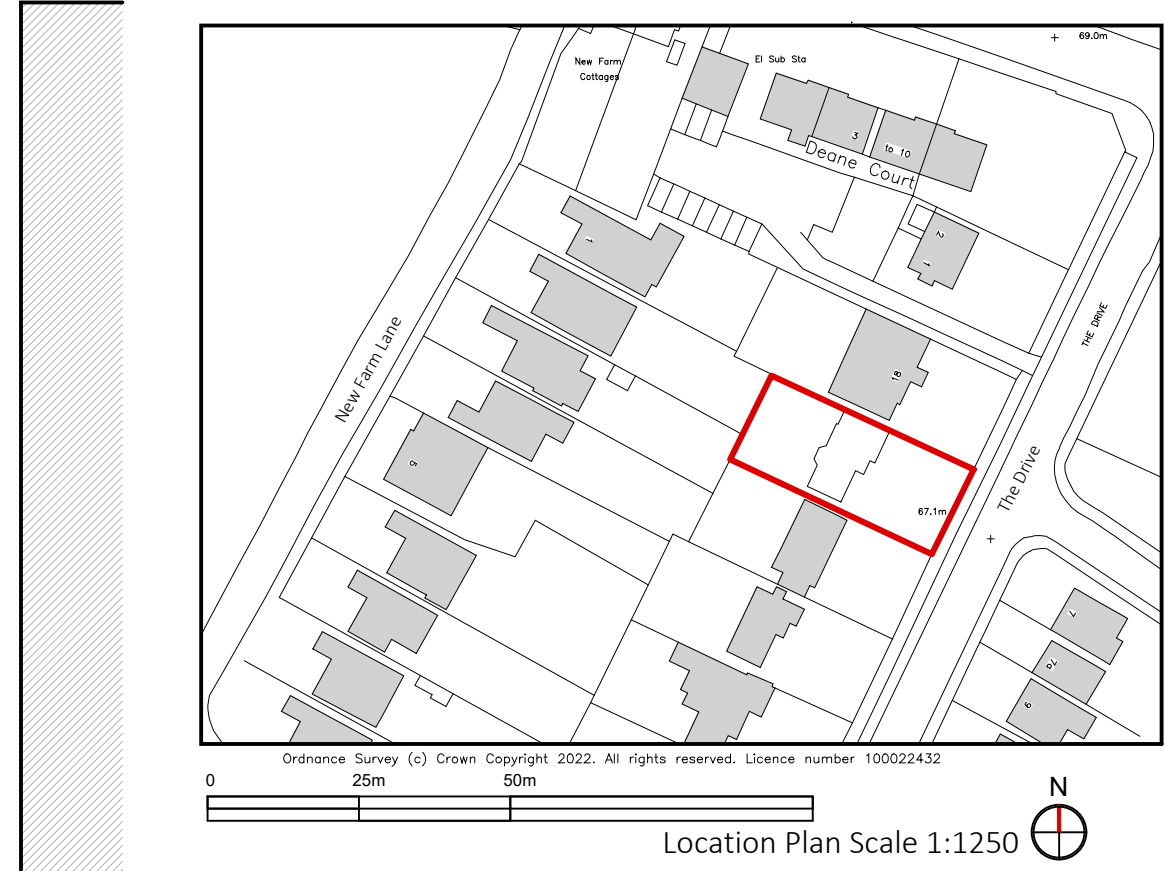 69.0m
New Farm
Cottages
El Sub Sta
3
to 10
Deane Court
2
1
1
THE DRIVE
New Farm Lane
18
5
The Drive
67.1m
7
7a
9
Ordnance Survey (c) Crown Copyright 2022. All rights reserved. Licence number 100022432
0 25m 50m
N
Location Plan Scale 1:1250